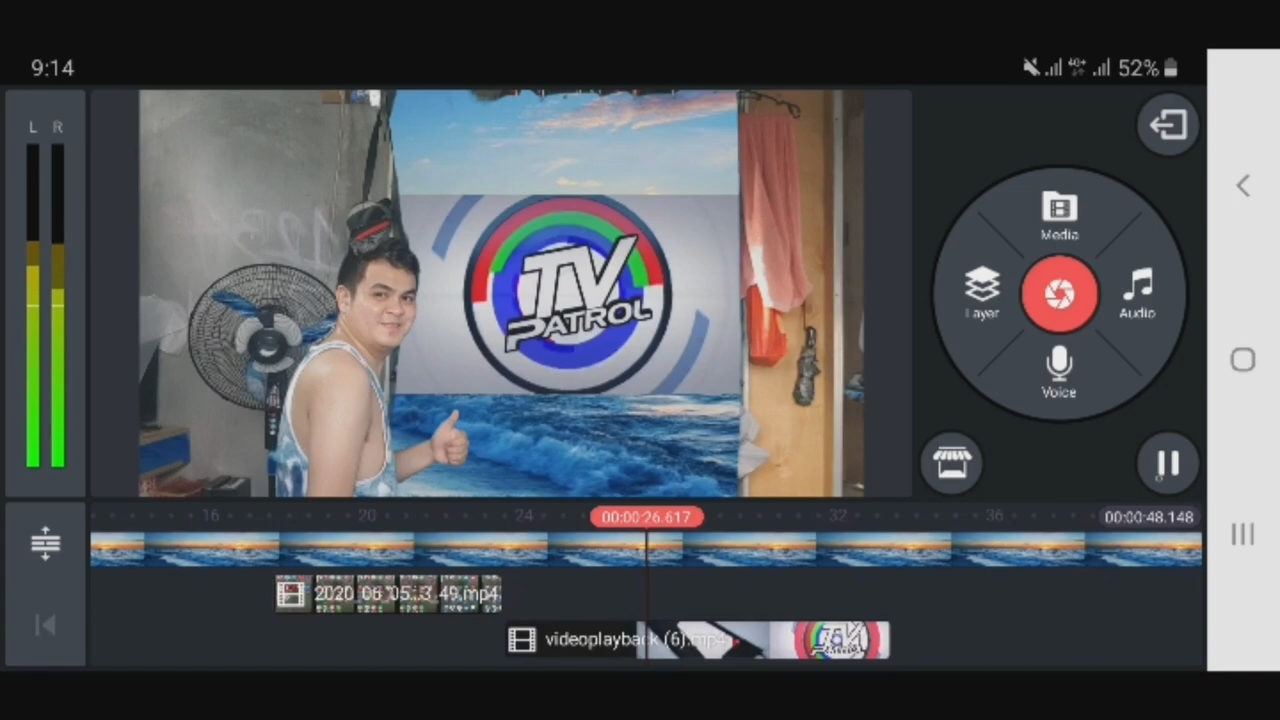 9:14
4G+
52%
L R
TV
PATROL
Media
Layer
Audio
Voice
16
20
24
00:00:26.617
32
36
00:00:48.148
videoplayback (6).mp4